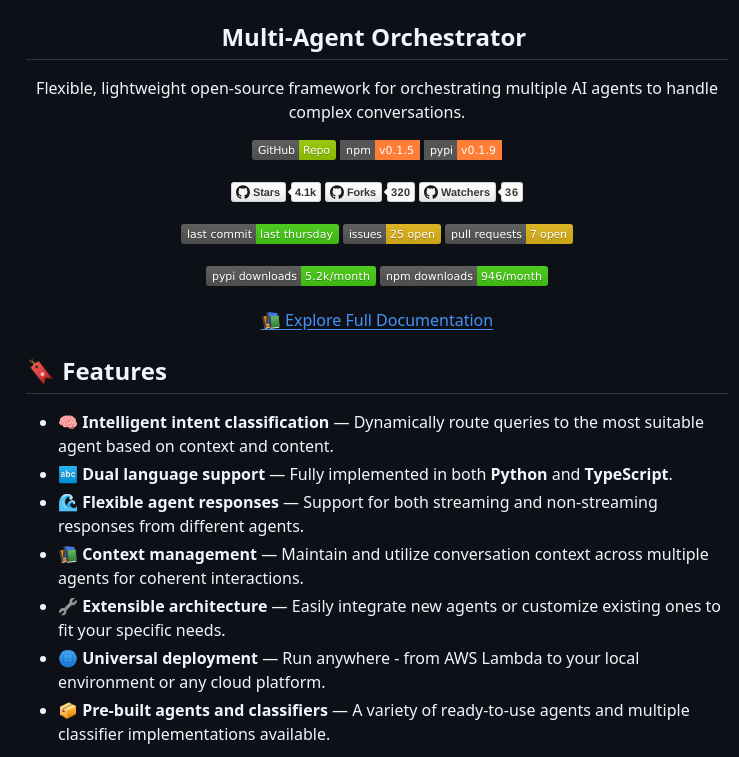 Multi-Agent Orchestrator
Flexible, lightweight open-source framework for orchestrating multiple AI agents to handle
complex conversations.
GitHub Repo npm v0.1.5 pypi v0.1.9
Stars 4.1k Forks 320 Watchers 36
last commit last thursday issues 25 open pull requests 7 open
pypi downloads 5.2k/month npm downloads 946/month
📚 Explore Full Documentation
🔖 Features
• 🧠 Intelligent intent classification — Dynamically route queries to the most suitable
agent based on context and content.
• 🔤 Dual language support — Fully implemented in both Python and TypeScript.
• 🌊 Flexible agent responses — Support for both streaming and non-streaming
responses from different agents.
• 📚 Context management — Maintain and utilize conversation context across multiple
agents for coherent interactions.
• 🔧 Extensible architecture — Easily integrate new agents or customize existing ones to
fit your specific needs.
• 🌐 Universal deployment — Run anywhere - from AWS Lambda to your local
environment or any cloud platform.
• 📦 Pre-built agents and classifiers — A variety of ready-to-use agents and multiple
classifier implementations available.